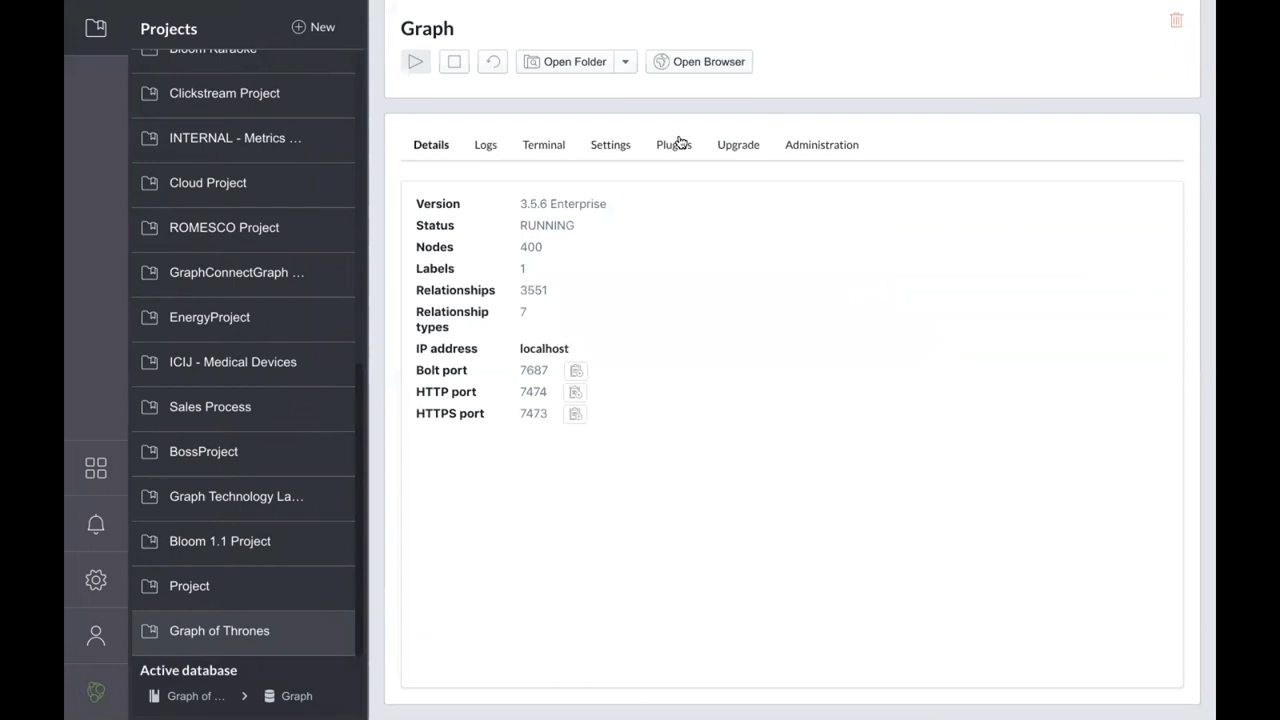 Projects
New
Bloom Karaoke
Clickstream Project
INTERNAL - Metrics ...
Cloud Project
ROMESCO Project
GraphConnectGraph ...
EnergyProject
ICIJ - Medical Devices
Sales Process
BossProject
Graph Technology La...
Bloom 1.1 Project
Project
Graph of Thrones
Active database
Graph of ... > Graph
Graph
Open Folder
Open Browser
Details Logs Terminal Settings Plugins Upgrade Administration
Version 3.5.6 Enterprise
Status RUNNING
Nodes 400
Labels 1
Relationships 3551
Relationship types 7
IP address localhost
Bolt port 7687
HTTP port 7474
HTTPS port 7473